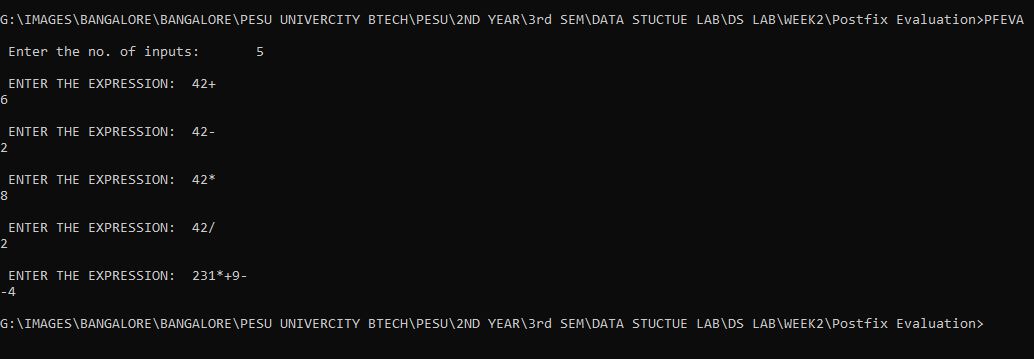 G:\IMAGES\BANGALORE\BANGALORE\PESU UNIVERCITY BTECH\PESU\2ND YEAR\3rd SEM\DATA STUCTUE LAB\DS LAB\WEEK2\Postfix Evaluation>PFEVA
Enter the no. of inputs: 5
ENTER THE EXPRESSION: 42+
6
ENTER THE EXPRESSION: 42-
2
ENTER THE EXPRESSION: 42*
8
ENTER THE EXPRESSION: 42/
2
ENTER THE EXPRESSION: 231*+9-
-4
G:\IMAGES\BANGALORE\BANGALORE\PESU UNIVERCITY BTECH\PESU\2ND YEAR\3rd SEM\DATA STUCTUE LAB\DS LAB\WEEK2\Postfix Evaluation>